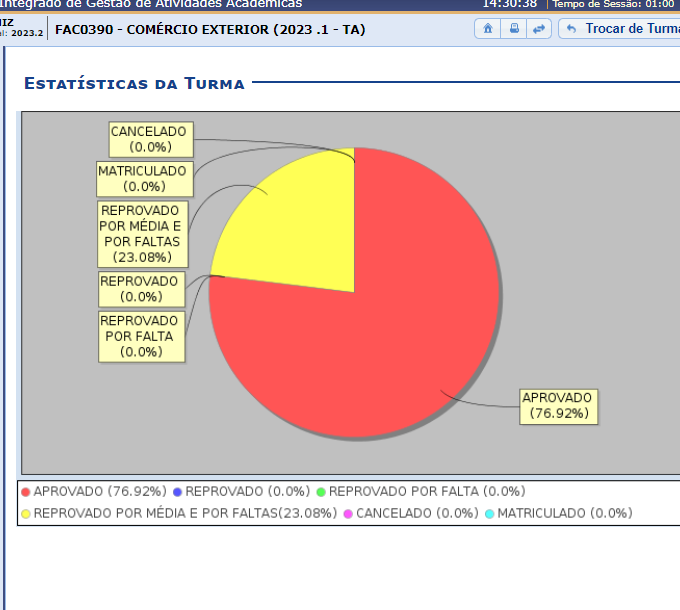 Integrado de Gestão de Atividades Acadêmicas 14:30:38 Tempo de Sessão: 01:00
2023.2 FAC0390 - COMÉRCIO EXTERIOR (2023 .1 - TA) Trocar de Turma
ESTATÍSTICAS DA TURMA
CANCELADO
(0.0%)
MATRICULADO
(0.0%)
REPROVADO
POR MÉDIA E
POR FALTAS
(23.08%)
REPROVADO
(0.0%)
REPROVADO
POR FALTA
(0.0%)
APROVADO
(76.92%)
APROVADO (76.92%) REPROVADO (0.0%) REPROVADO POR FALTA (0.0%)
REPROVADO POR MÉDIA E POR FALTAS(23.08%) CANCELADO (0.0%) MATRICULADO (0.0%)